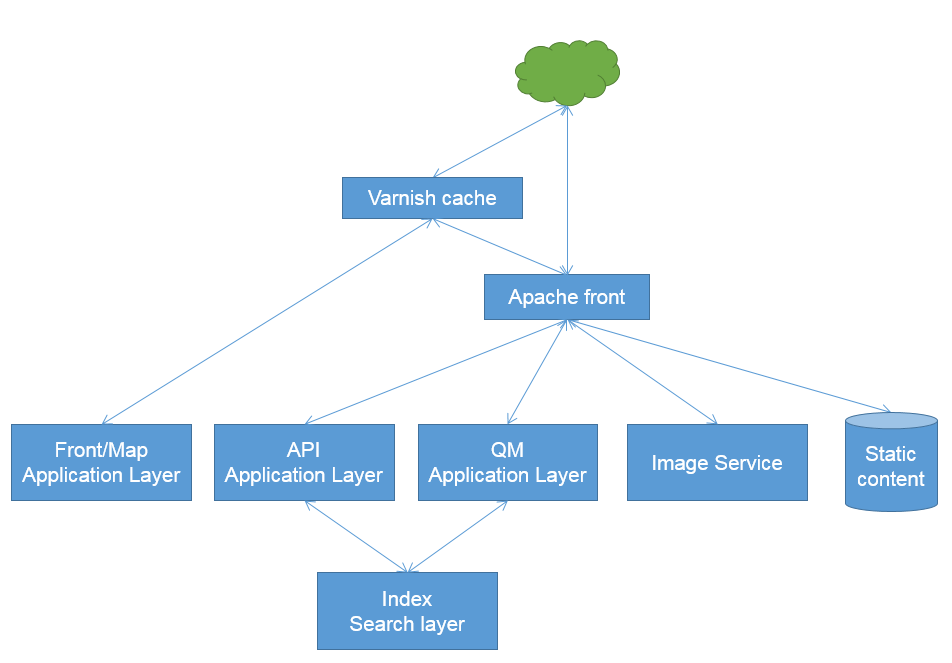 Varnish cache
Apache front
Front/Map
Application Layer
API
Application Layer
QM
Application Layer
Image Service
Static
content
Index
Search layer